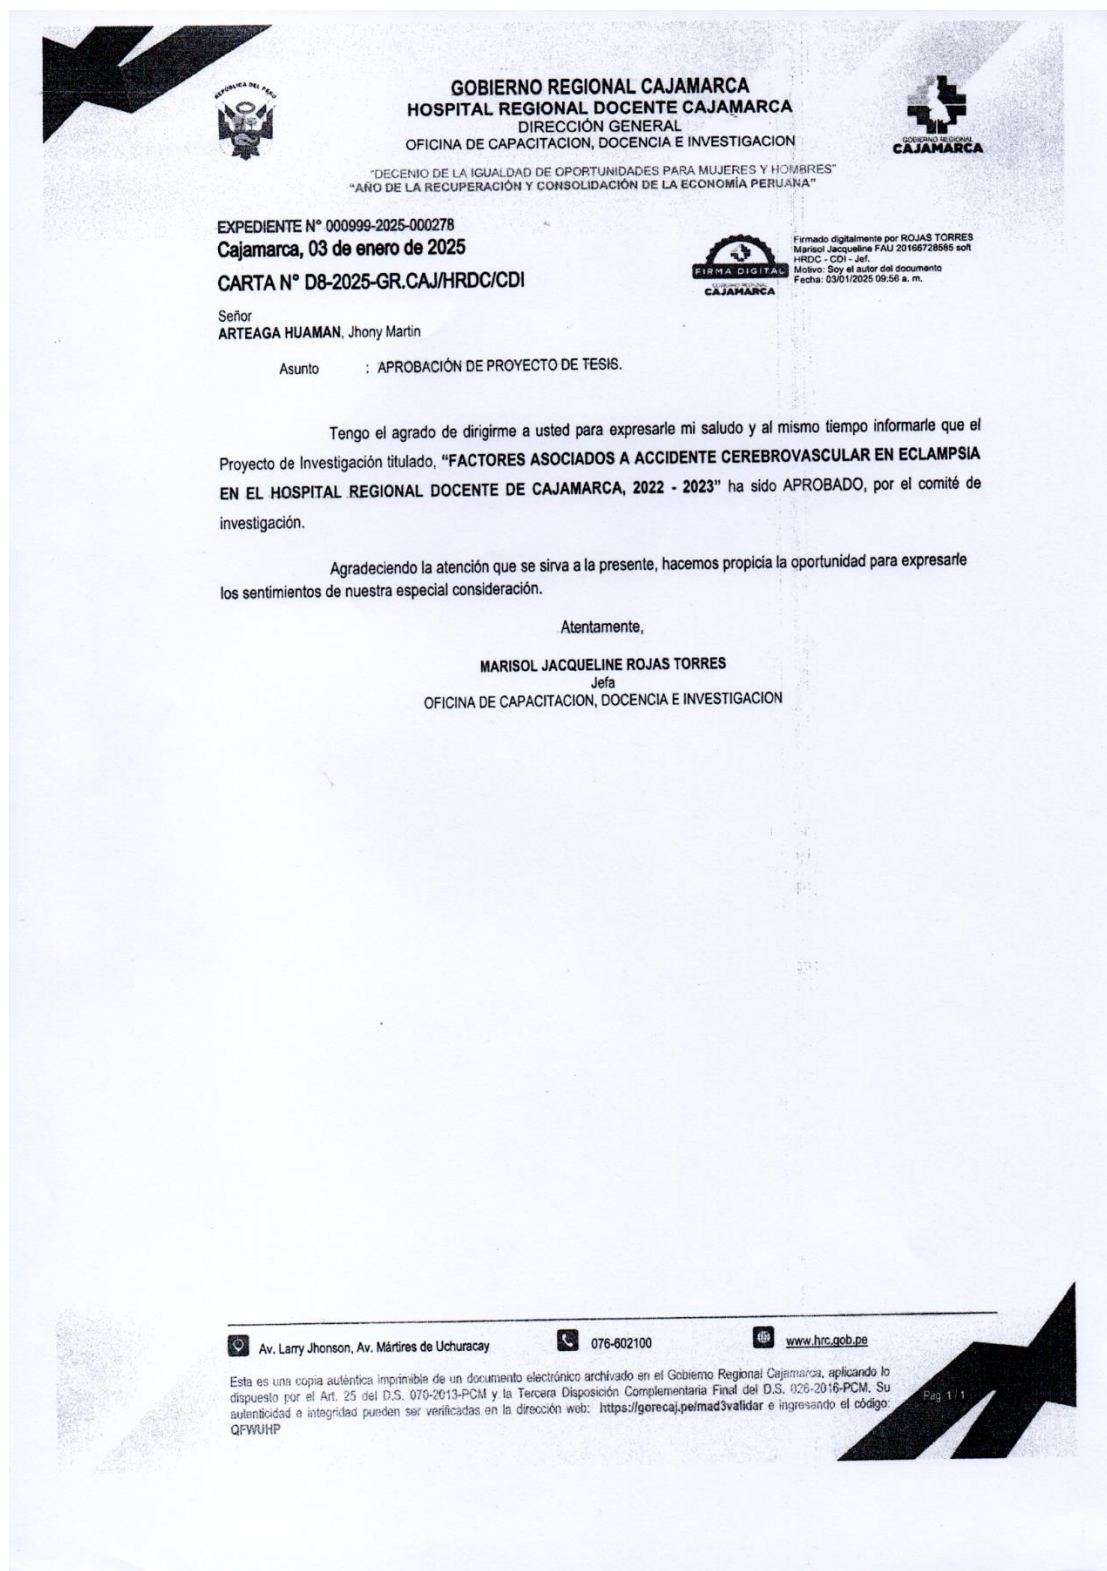 REPÚBLICA DEL PERÚ
GOBIERNO REGIONAL CAJAMARCA
HOSPITAL REGIONAL DOCENTE CAJAMARCA
DIRECCIÓN GENERAL
OFICINA DE CAPACITACION, DOCENCIA E INVESTIGACION
GOBIERNO REGIONAL
CAJAMARCA
"DECENIO DE LA IGUALDAD DE OPORTUNIDADES PARA MUJERES Y HOMBRES"
"AÑO DE LA RECUPERACIÓN Y CONSOLIDACIÓN DE LA ECONOMÍA PERUANA"
EXPEDIENTE N° 000999-2025-000278
Cajamarca, 03 de enero de 2025
CARTA N° D8-2025-GR.CAJ/HRDC/CDI
FIRMA DIGITAL
GOBIERNO REGIONAL
CAJAMARCA
Firmado digitalmente por ROJAS TORRES
Marisol Jacqueline FAU 20166728585 soft
HRDC - CDI - Jef.
Motivo: Soy el autor del documento
Fecha: 03/01/2025 09:56 a. m.
Señor
ARTEAGA HUAMAN, Jhony Martin
Asunto : APROBACIÓN DE PROYECTO DE TESIS.
Tengo el agrado de dirigirme a usted para expresarle mi saludo y al mismo tiempo informarle que el
Proyecto de Investigación titulado, "FACTORES ASOCIADOS A ACCIDENTE CEREBROVASCULAR EN ECLAMPSIA
EN EL HOSPITAL REGIONAL DOCENTE DE CAJAMARCA, 2022 - 2023" ha sido APROBADO, por el comité de
investigación.
Agradeciendo la atención que se sirva a la presente, hacemos propicia la oportunidad para expresarle
los sentimientos de nuestra especial consideración.
Atentamente,
MARISOL JACQUELINE ROJAS TORRES
Jefa
OFICINA DE CAPACITACION, DOCENCIA E INVESTIGACION
Av. Larry Jhonson, Av. Mártires de Uchuracay
076-602100
www.hrc.gob.pe
Esta es una copia auténtica imprimible de un documento electrónico archivado en el Gobierno Regional Cajamarca, aplicando lo
dispuesto por el Art. 25 del D.S. 070-2013-PCM y la Tercera Disposición Complementaria Final del D.S. 026-2016-PCM. Su
autenticidad e integridad pueden ser verificadas en la dirección web: https://gorecaj.pe/mad3validar e ingresando el código:
QFWUHP
Pag. 1 / 1